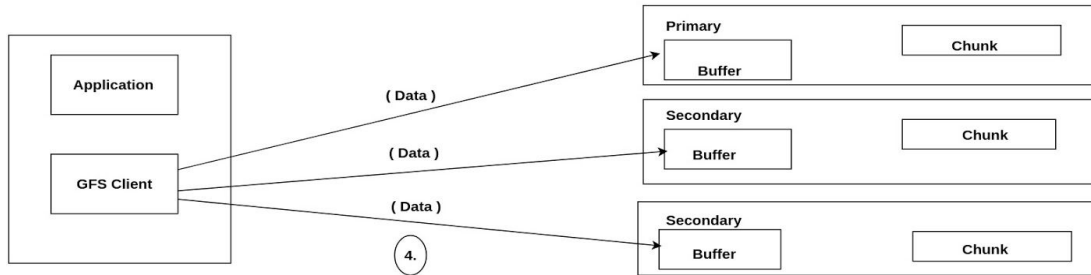 Application
GFS Client
( Data )
( Data )
( Data )
4.
Primary
Buffer
Chunk
Secondary
Buffer
Chunk
Secondary
Buffer
Chunk